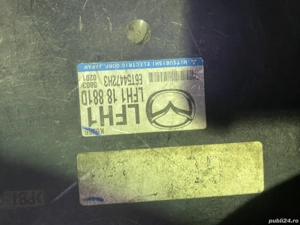 MITSUBISHI ELECTRIC CORP. JAPAN
E6T54472H3
LFH1 18 881D
LFH1
publi24.ro